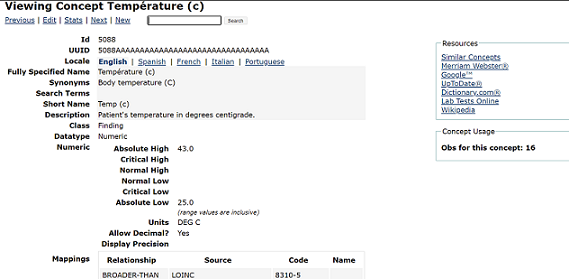 Viewing Concept Température (c)
Previous | Edit | Stats | Next | New Search
Id 5088
UUID 5088AAAAAAAAAAAAAAAAAAAAAAAAAAAAAAAA
Locale English | Spanish | French | Italian | Portuguese
Fully Specified Name Température (c)
Synonyms Body temperature (C)
Search Terms
Short Name Temp (c)
Description Patient's temperature in degrees centigrade.
Class Finding
Datatype Numeric
Numeric Absolute High 43.0
Critical High
Normal High
Normal Low
Critical Low
Absolute Low 25.0
(range values are inclusive)
Units DEG C
Allow Decimal? Yes
Display Precision
Mappings Relationship Source Code Name
BROADER-THAN LOINC 8310-5
Resources
Similar Concepts
Merriam Webster®
Google™
UpToDate®
Dictionary.com®
Lab Tests Online
Wikipedia
Concept Usage
Obs for this concept: 16